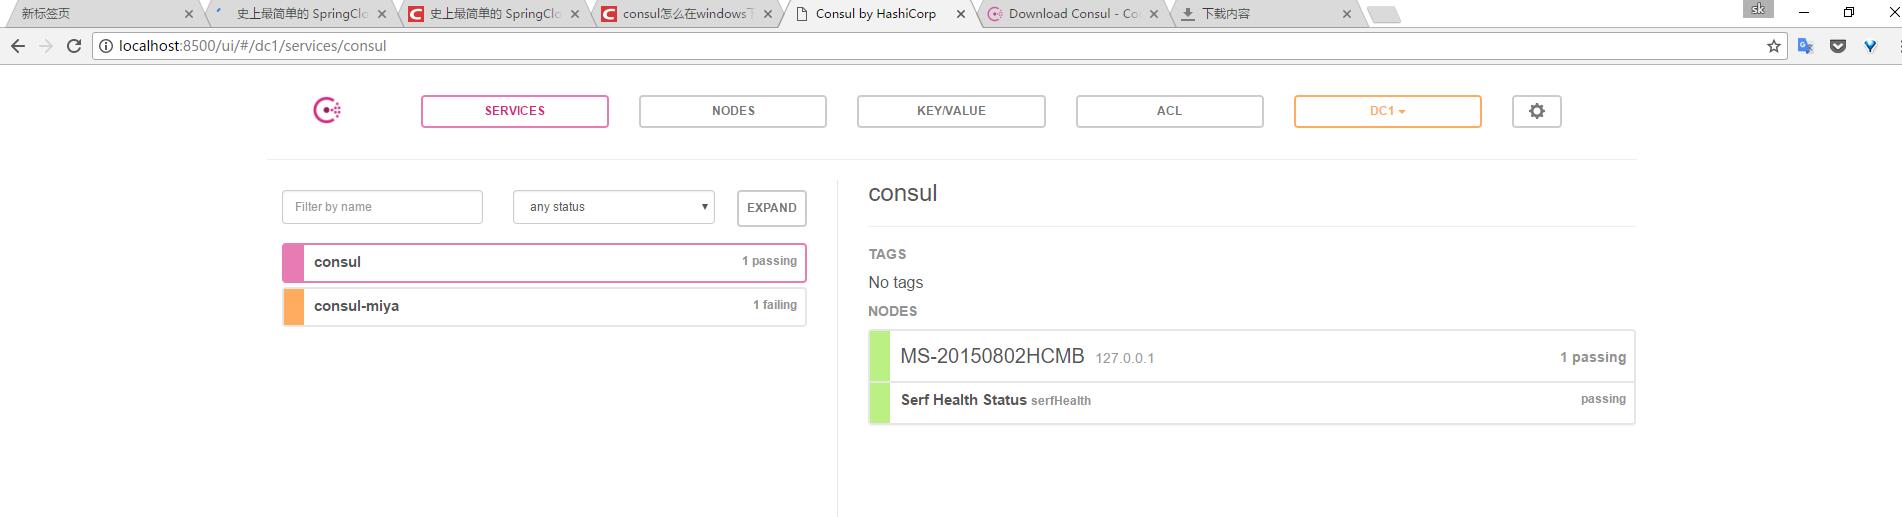 新标签页
史上最简单的 SpringClo
史上最简单的 SpringClo
consul怎么在windows下
Consul by HashiCorp
Download Consul - Co
下载内容
sk
localhost:8500/ui/#/dc1/services/consul
SERVICES
NODES
KEY/VALUE
ACL
DC1
Filter by name
any status
EXPAND
consul
1 passing
consul-miya
1 failing
consul
TAGS
No tags
NODES
MS-20150802HCMB 127.0.0.1
1 passing
Serf Health Status serfHealth
passing